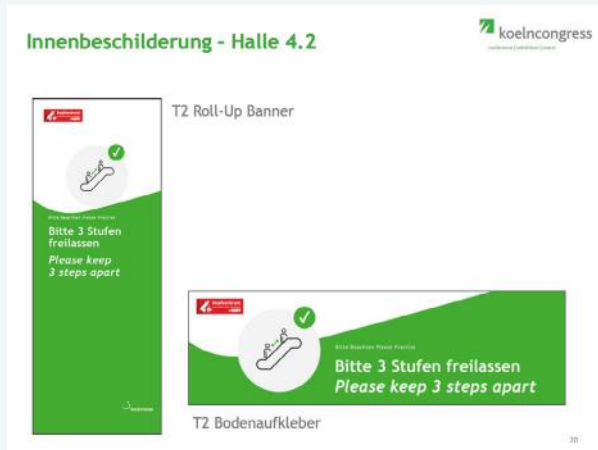 Innenbeschilderung - Halle 4.2
koelncongress
T2 Roll-Up Banner
Bitte 3 Stufen
freilassen
Please keep
3 steps apart
Bitte 3 Stufen freilassen
Please keep 3 steps apart
T2 Bodenaufkleber
20